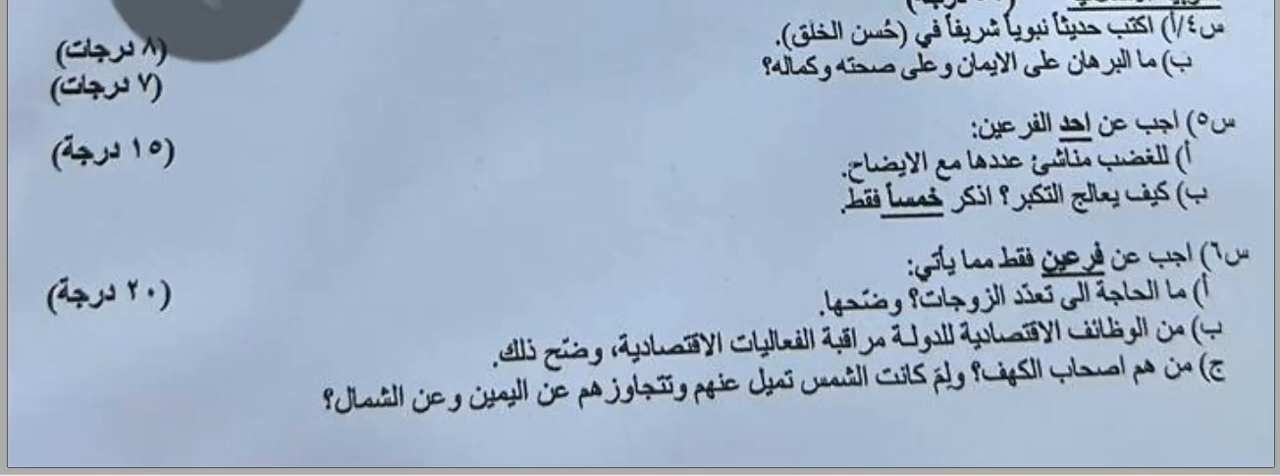 س٤/أ) اكتب حديثاً نبوياً شريفاً في (حُسن الخلق). (٨ درجات)
ب) ما البرهان على الايمان وعلى صحته وكماله؟ (٧ درجات)
س٥) اجب عن احد الفرعين: (١٥ درجة)
أ) للغضب مناشئ عددها مع الايضاح.
ب) كيف يعالج التكبر؟ اذكر خمساً فقط.
س٦) اجب عن فرعين فقط مما يأتي: (٢٠ درجة)
أ) ما الحاجة الى تعدّد الزوجات؟ وضّحها.
ب) من الوظائف الاقتصادية للدولة مراقبة الفعاليات الاقتصادية، وضّح ذلك.
ج) من هم اصحاب الكهف؟ ولِمَ كانت الشمس تميل عنهم وتتجاوزهم عن اليمين وعن الشمال؟